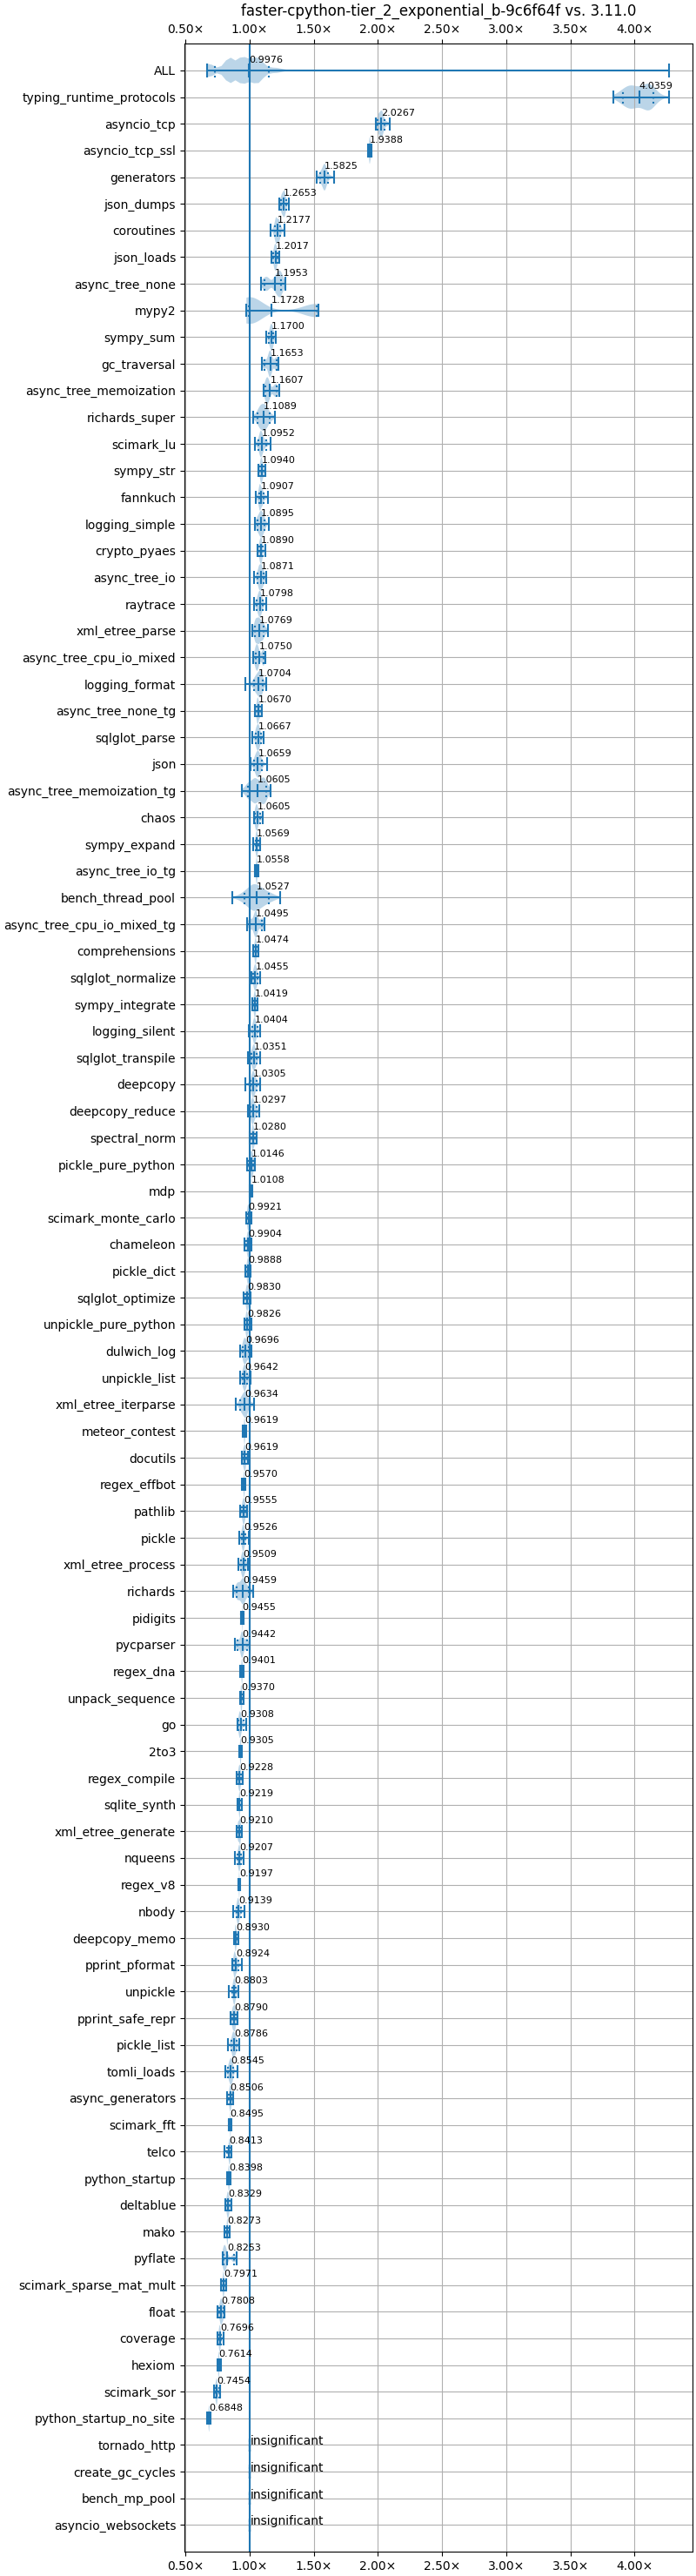 faster-cpython-tier_2_exponential_b-9c6f64f vs. 3.11.0
0.50× 1.00× 1.50× 2.00× 2.50× 3.00× 3.50× 4.00×
ALL 0.9976
typing_runtime_protocols 4.0359
asyncio_tcp 2.0267
asyncio_tcp_ssl 1.9388
generators 1.5825
json_dumps 1.2653
coroutines 1.2177
json_loads 1.2017
async_tree_none 1.1953
mypy2 1.1728
sympy_sum 1.1700
gc_traversal 1.1653
async_tree_memoization 1.1607
richards_super 1.1089
scimark_lu 1.0952
sympy_str 1.0940
fannkuch 1.0907
logging_simple 1.0895
crypto_pyaes 1.0890
async_tree_io 1.0871
raytrace 1.0798
xml_etree_parse 1.0769
async_tree_cpu_io_mixed 1.0750
logging_format 1.0704
async_tree_none_tg 1.0670
sqlglot_parse 1.0667
json 1.0659
async_tree_memoization_tg 1.0605
chaos 1.0605
sympy_expand 1.0569
async_tree_io_tg 1.0558
bench_thread_pool 1.0527
async_tree_cpu_io_mixed_tg 1.0495
comprehensions 1.0474
sqlglot_normalize 1.0455
sympy_integrate 1.0419
logging_silent 1.0404
sqlglot_transpile 1.0351
deepcopy 1.0305
deepcopy_reduce 1.0297
spectral_norm 1.0280
pickle_pure_python 1.0146
mdp 1.0108
scimark_monte_carlo 0.9921
chameleon 0.9904
pickle_dict 0.9888
sqlglot_optimize 0.9830
unpickle_pure_python 0.9826
dulwich_log 0.9696
unpickle_list 0.9642
xml_etree_iterparse 0.9634
meteor_contest 0.9619
docutils 0.9619
regex_effbot 0.9570
pathlib 0.9555
pickle 0.9526
xml_etree_process 0.9509
richards 0.9459
pidigits 0.9455
pycparser 0.9442
regex_dna 0.9401
unpack_sequence 0.9370
go 0.9308
2to3 0.9305
regex_compile 0.9228
sqlite_synth 0.9219
xml_etree_generate 0.9210
nqueens 0.9207
regex_v8 0.9197
nbody 0.9139
deepcopy_memo 0.8930
pprint_pformat 0.8924
unpickle 0.8803
pprint_safe_repr 0.8790
pickle_list 0.8786
tomli_loads 0.8545
async_generators 0.8506
scimark_fft 0.8495
telco 0.8413
python_startup 0.8398
deltablue 0.8329
mako 0.8273
pyflate 0.8253
scimark_sparse_mat_mult 0.7971
float 0.7808
coverage 0.7696
hexiom 0.7614
scimark_sor 0.7454
python_startup_no_site 0.6848
tornado_http insignificant
create_gc_cycles insignificant
bench_mp_pool insignificant
asyncio_websockets insignificant
0.50× 1.00× 1.50× 2.00× 2.50× 3.00× 3.50× 4.00×